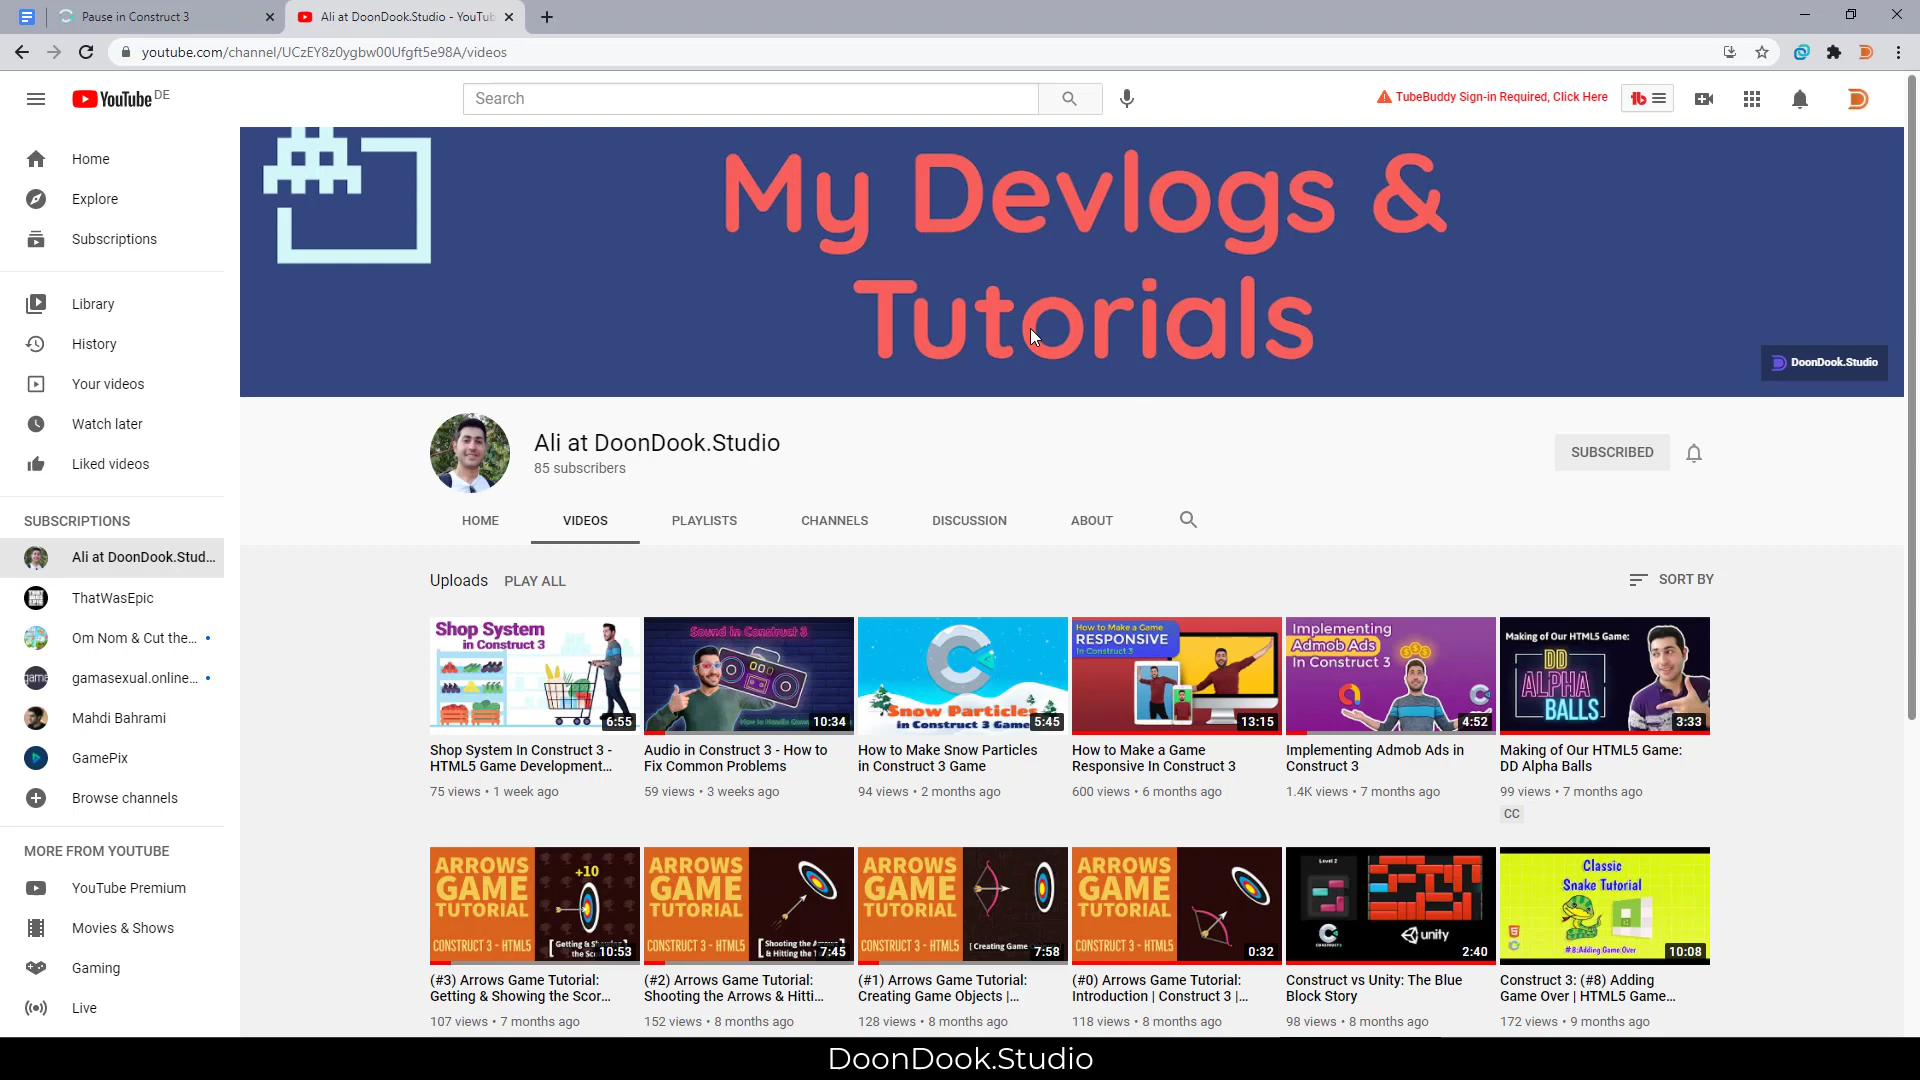 Pause in Construct 3
Ali at DoonDook.Studio - YouTub
youtube.com/channel/UCzEY8z0ygbw00Ufgft5e98A/videos
YouTube DE
Search
TubeBuddy Sign-in Required, Click Here
Home
Explore
Subscriptions
Library
History
Your videos
Watch later
Liked videos
SUBSCRIPTIONS
Ali at DoonDook.Stud...
ThatWasEpic
Om Nom & Cut the...
gamasexual.online...
Mahdi Bahrami
GamePix
Browse channels
MORE FROM YOUTUBE
YouTube Premium
Movies & Shows
Gaming
Live
My Devlogs &
Tutorials
DoonDook.Studio
Ali at DoonDook.Studio
85 subscribers
SUBSCRIBED
HOME VIDEOS PLAYLISTS CHANNELS DISCUSSION ABOUT
Uploads PLAY ALL
SORT BY
Shop System
in Construct 3
6:55
Shop System In Construct 3 -
HTML5 Game Development...
75 views • 1 week ago
Sound in Construct 3
10:34
Audio in Construct 3 - How to
Fix Common Problems
59 views • 3 weeks ago
Snow Particles
in Construct 3 Game
5:45
How to Make Snow Particles
in Construct 3 Game
94 views • 2 months ago
How to Make a Game
RESPONSIVE
In Construct 3
13:15
How to Make a Game
Responsive In Construct 3
600 views • 6 months ago
Implementing
Admob Ads
In Construct 3
4:52
Implementing Admob Ads in
Construct 3
1.4K views • 7 months ago
Making of Our HTML5 Game:
DD
ALPHA
BALLS
3:33
Making of Our HTML5 Game:
DD Alpha Balls
99 views • 7 months ago
CC
ARROWS
GAME
TUTORIAL
CONSTRUCT 3 - HTML5
+10
10:53
(#3) Arrows Game Tutorial:
Getting & Showing the Scor...
107 views • 7 months ago
ARROWS
GAME
TUTORIAL
CONSTRUCT 3 - HTML5
7:45
(#2) Arrows Game Tutorial:
Shooting the Arrows & Hitti...
152 views • 8 months ago
ARROWS
GAME
TUTORIAL
CONSTRUCT 3 - HTML5
[ Creating Game
7:58
(#1) Arrows Game Tutorial:
Creating Game Objects |...
128 views • 8 months ago
ARROWS
GAME
TUTORIAL
CONSTRUCT 3 - HTML5
0:32
(#0) Arrows Game Tutorial:
Introduction | Construct 3 |...
118 views • 8 months ago
Level 2
unity
2:40
Construct vs Unity: The Blue
Block Story
98 views • 8 months ago
Classic
Snake Tutorial
#8:Adding Game Over
10:08
Construct 3: (#8) Adding
Game Over | HTML5 Game...
172 views • 9 months ago
DoonDook.Studio